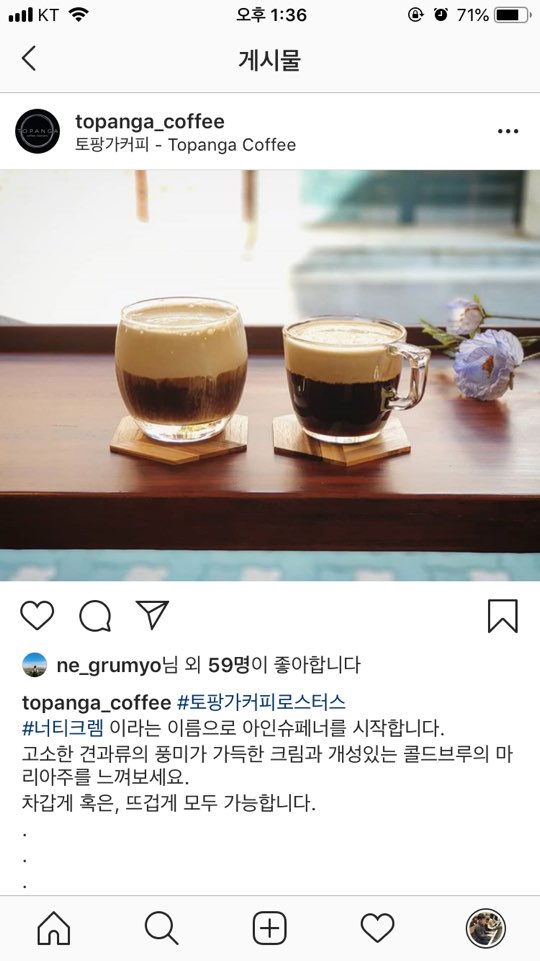 KT 오후 1:36 71%
게시물
TOPANGA
topanga_coffee
토팡가커피 - Topanga Coffee
ne_grumyo님 외 59명이 좋아합니다
topanga_coffee #토팡가커피로스터스
#너티크렘 이라는 이름으로 아인슈페너를 시작합니다.
고소한 견과류의 풍미가 가득한 크림과 개성있는 콜드브루의 마
리아주를 느껴보세요.
차갑게 혹은, 뜨겁게 모두 가능합니다.
.
.
.